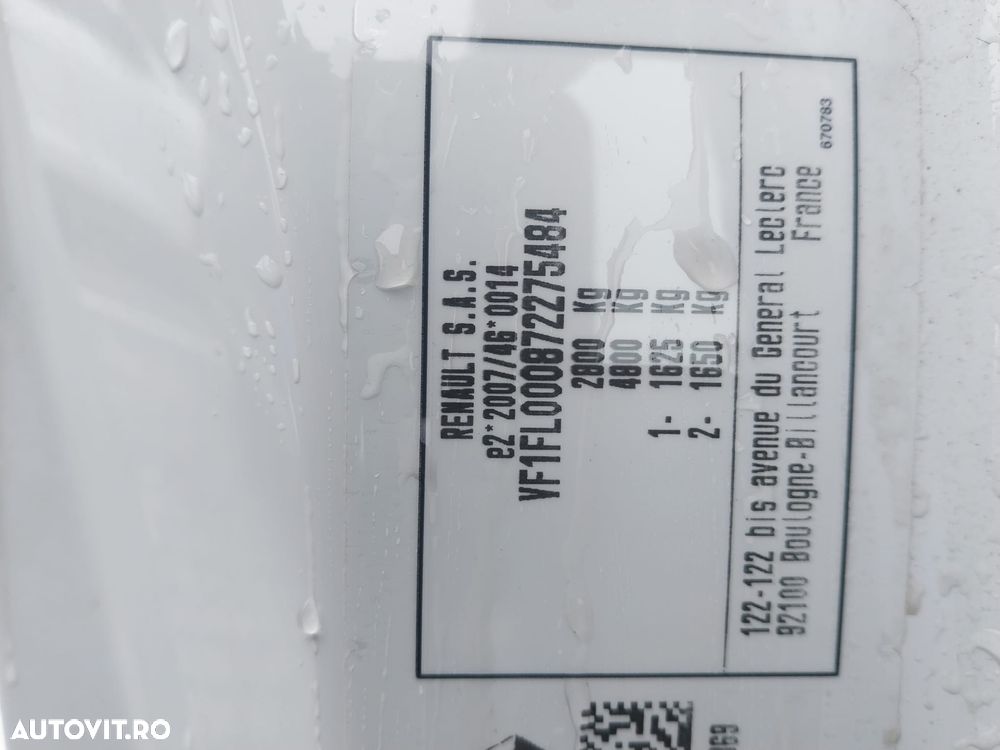 RENAULT S.A.S.
e2*2007/46*0014
VF1FL000872275484
2800 Kg
4800 Kg
1- 1625 Kg
2- 1650 Kg
122-122 bis avenue du General Leclerc
92100 Boulogne-Billancourt France
670783
169
AUTOVIT.RO